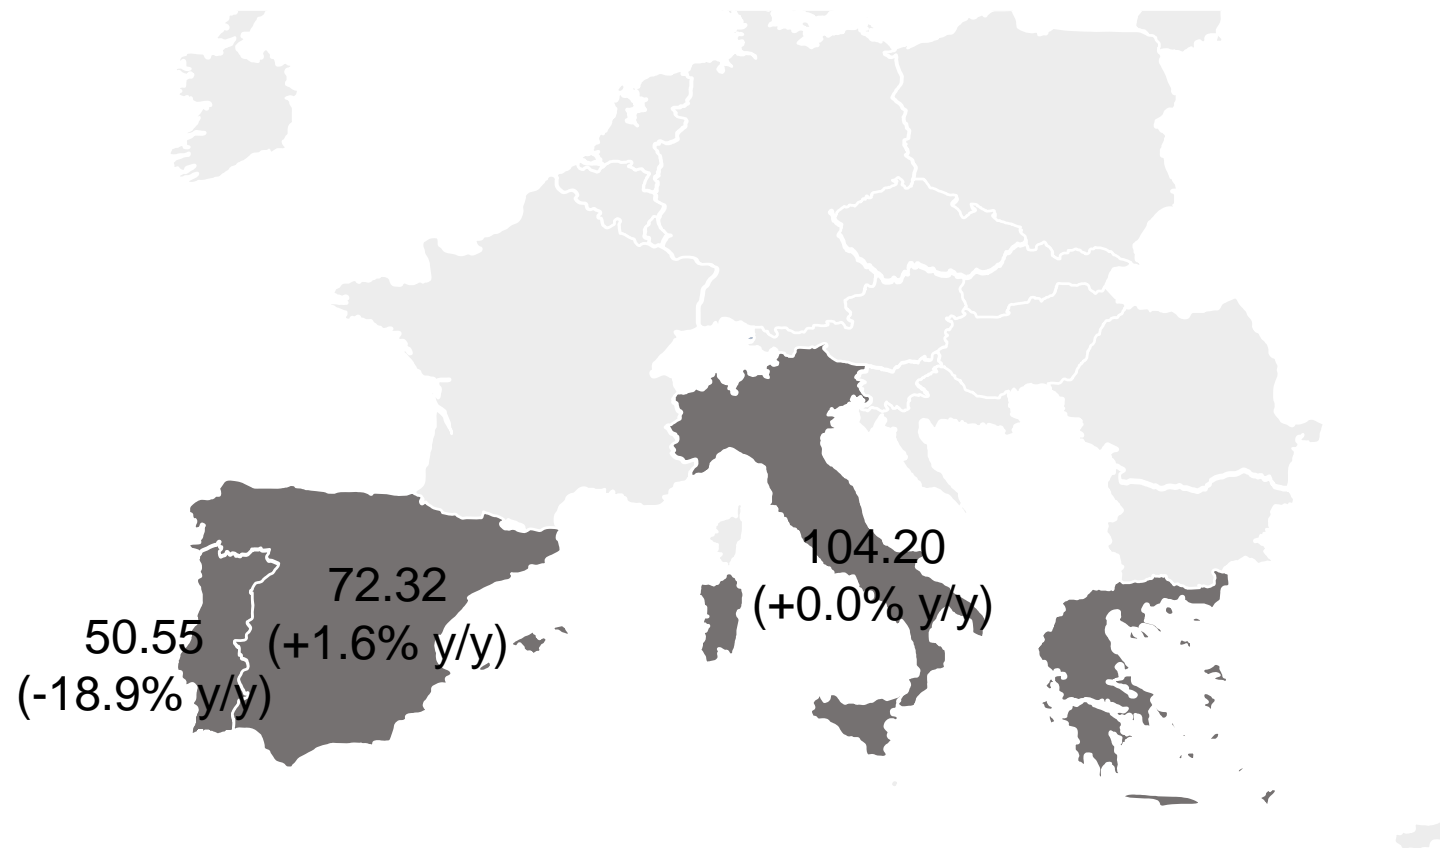 104.20
(+0.0% y/y)
72.32
(+1.6% y/y)
50.55
(-18.9% y/y)